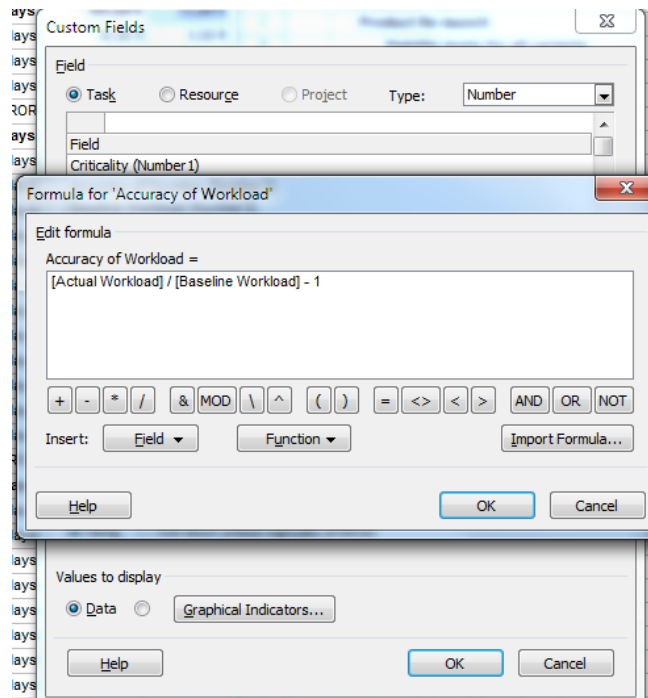 ays
lays
lays
lays
ROR
ays
lays
Custom Fields
Field
Task Resource Project Type: Number
Field
Criticality (Number1)
Formula for 'Accuracy of Workload'
Edit formula
Accuracy of Workload =
[Actual Workload] / [Baseline Workload] - 1
+ - * / & MOD \ ^ ( ) = <> < > AND OR NOT
Insert: Field Function Import Formula...
Help OK Cancel
lays
lays
lays
lays
lays
lays
Values to display
Data Graphical Indicators...
Help OK Cancel